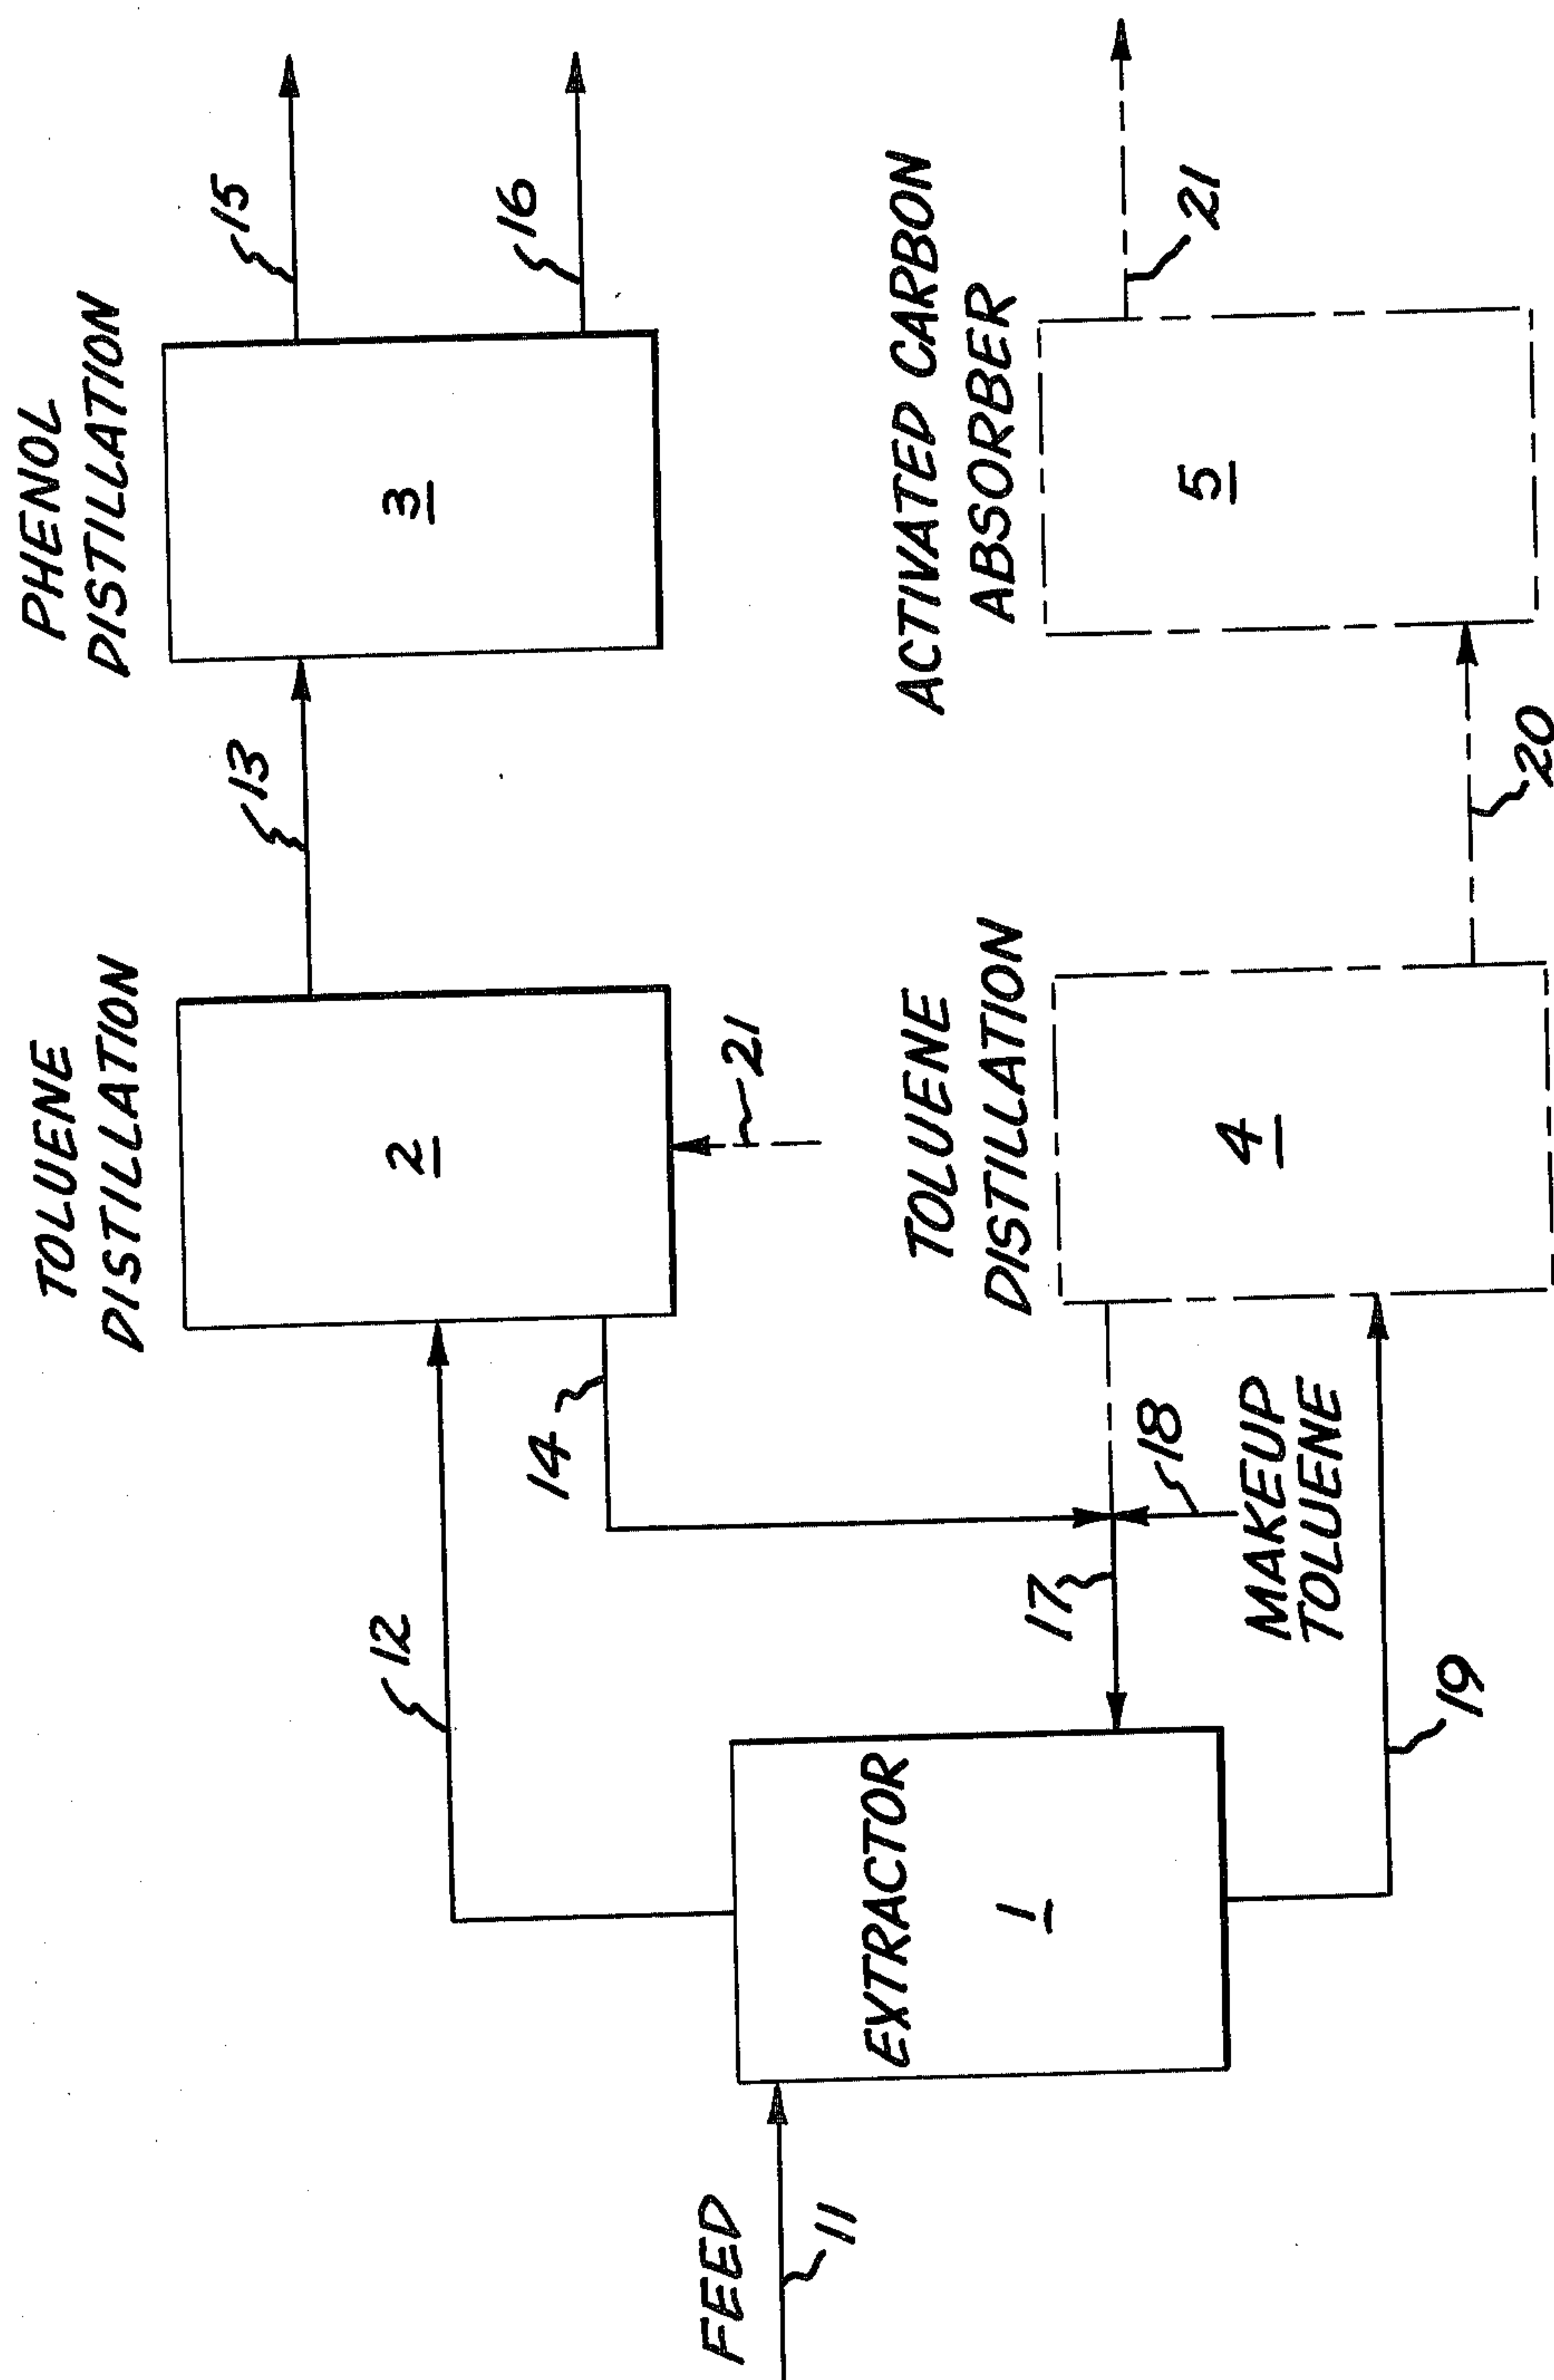 PHENOL
DISTILLATION
3
15
16
13
TOLUENE
DISTILLATION
2
21
14
12
ACTIVATED CARBON
ABSORBER
5
21
20
TOLUENE
DISTILLATION
4
18
MAKEUP
TOLUENE
17
19
EXTRACTOR
1
FEED
11